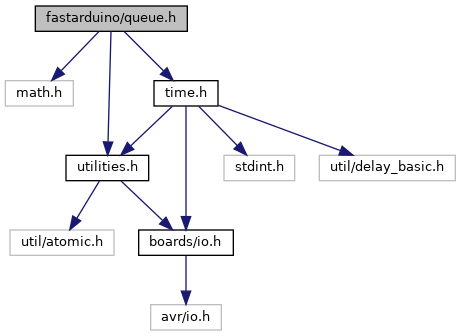 fastarduino/queue.h
math.h
time.h
utilities.h
stdint.h
util/delay_basic.h
util/atomic.h
boards/io.h
avr/io.h